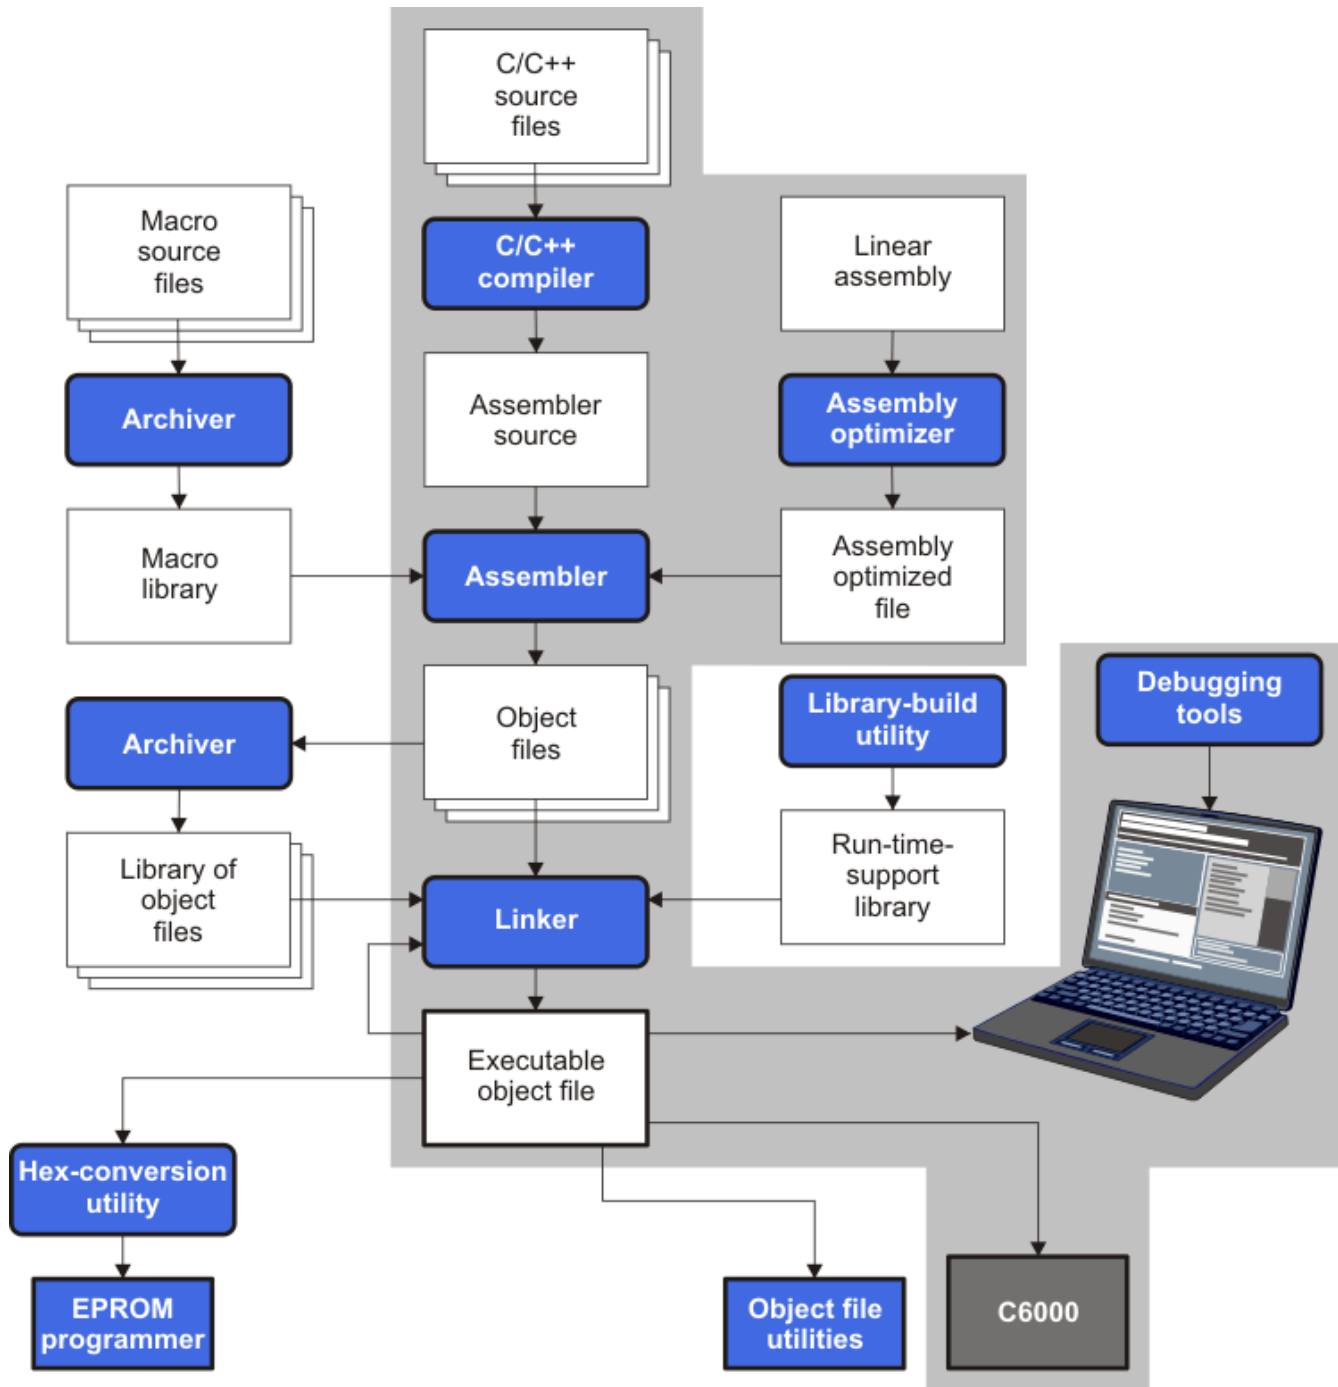 C/C++
source
files
Macro
source
files
C/C++
compiler
Linear
assembly
Archiver
Assembler
source
Assembly
optimizer
Macro
library
Assembler
Assembly
optimized
file
Archiver
Object
files
Library-build
utility
Debugging
tools
Library of
object
files
Linker
Run-time-
support
library
Executable
object file
Hex-conversion
utility
EPROM
programmer
Object file
utilities
C6000